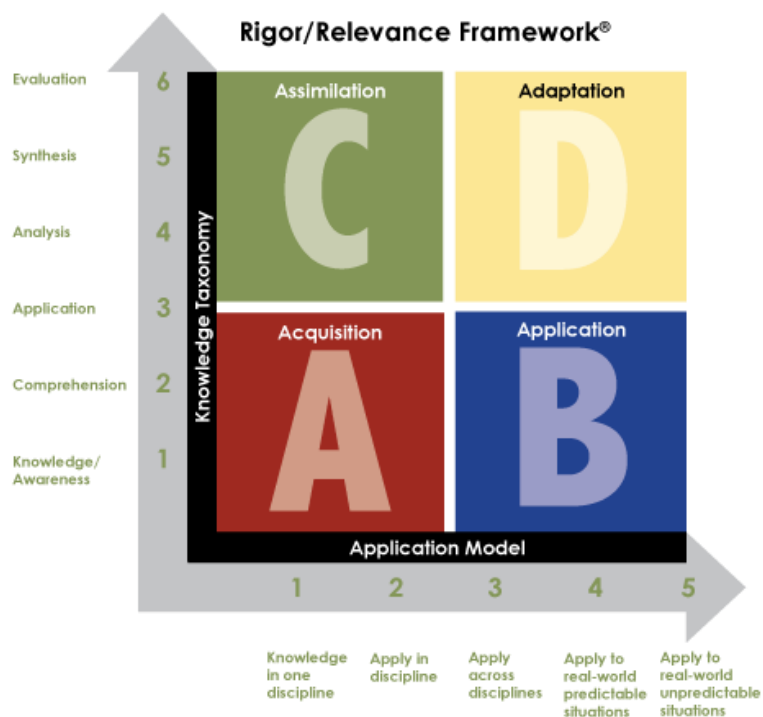 Rigor/Relevance Framework®
Evaluation
6
Assimilation
Adaptation
C
D
Synthesis
5
Analysis
4
Knowledge Taxonomy
Application
3
Acquisition
Application
A
B
Comprehension
2
Knowledge/
Awareness
1
Application Model
1
2
3
4
5
Knowledge
in one
discipline
Apply in
discipline
Apply
across
disciplines
Apply to
real-world
predictable
situations
Apply to
real-world
unpredictable
situations